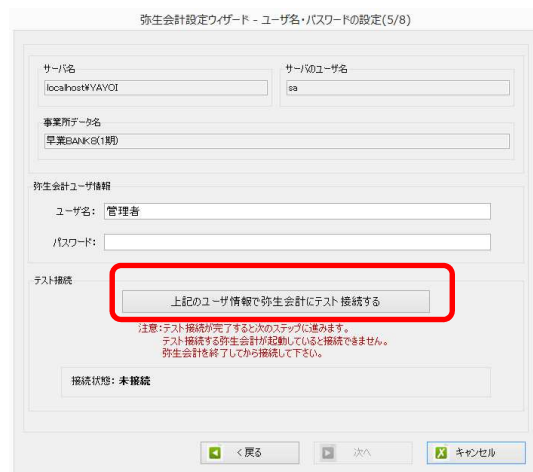 弥生会計設定ウィザード - ユーザ名・パスワードの設定(5/8)
サーバ名
サーバのユーザ名
localhost¥YAYOI
sa
事業所データ名
早業BANK8(1期)
弥生会計ユーザ情報
ユーザ名: 管理者
パスワード:
テスト接続
上記のユーザ情報で弥生会計にテスト接続する
注意:テスト接続が完了すると次のステップに進みます。
テスト接続する弥生会計が起動していると接続できません。
弥生会計を終了してから接続して下さい。
接続状態: 未接続
< 戻る
次へ
キャンセル